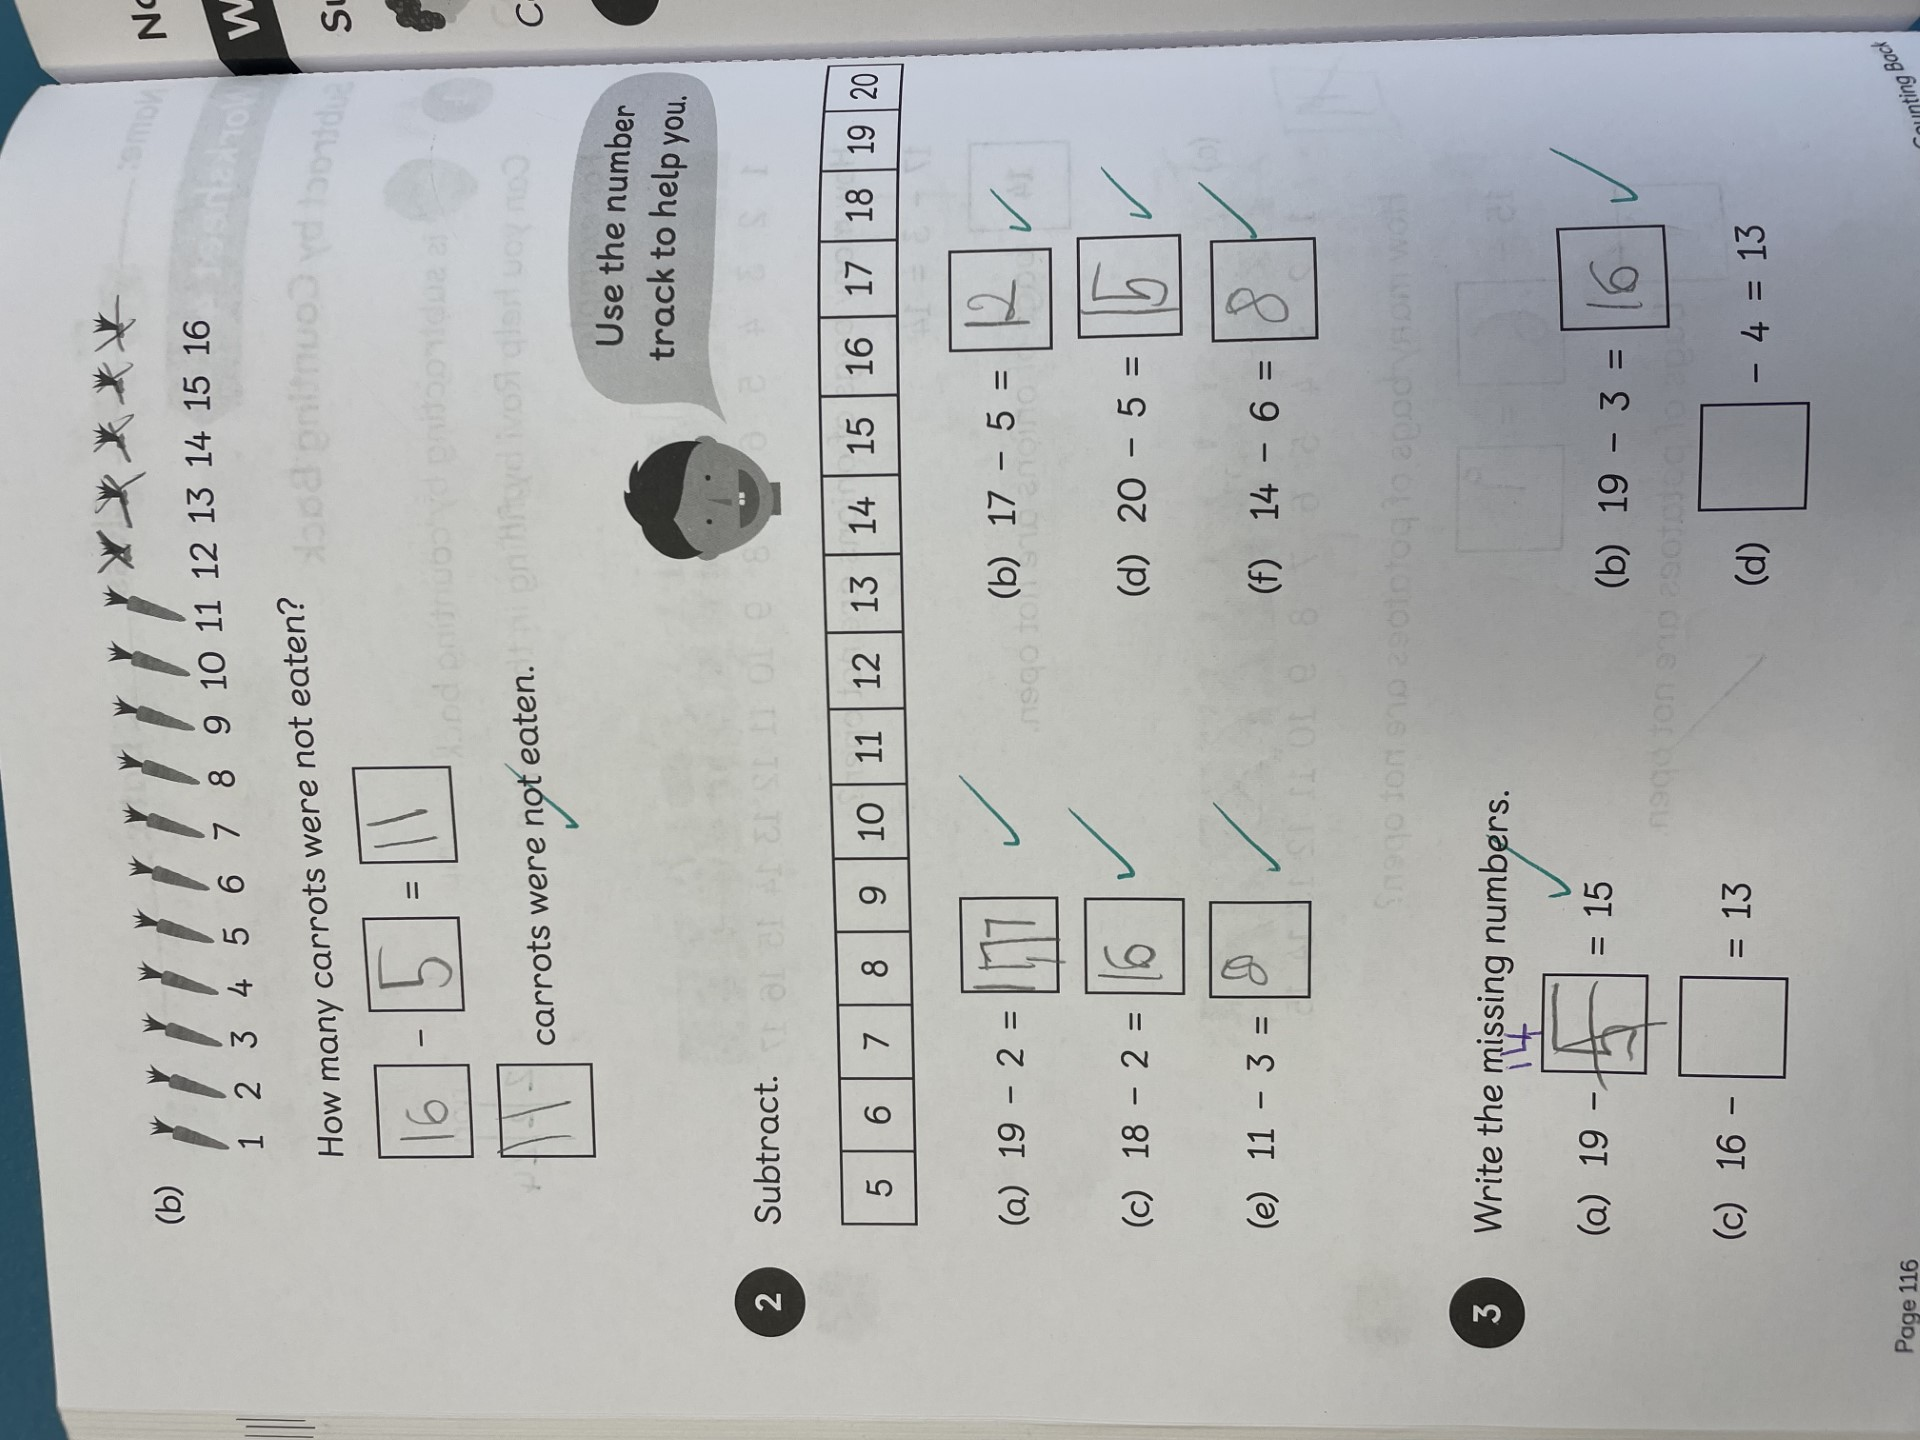 (b)
1 2 3 4 5 6 7 8 9 10 11 12 13 14 15 16
How many carrots were not eaten?
16 - 5 = 11
11 carrots were not eaten.
Use the number
track to help you.
2 Subtract.
5 6 7 8 9 10 11 12 13 14 15 16 17 18 19 20
(a) 19 - 2 = 17 (b) 17 - 5 = 12
(c) 18 - 2 = 16 (d) 20 - 5 = 15
(e) 11 - 3 = 8 (f) 14 - 6 = 8
3 Write the missing numbers.
14
(a) 19 - 5 = 15 (b) 19 - 3 = 16
(c) 16 - = 13 (d) - 4 = 13
Page 116 Counting Back